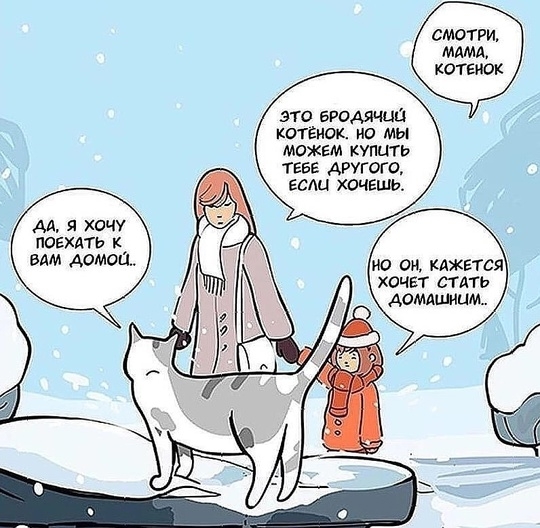 СМОТРИ,
МАМА,
КОТЕНОК
ЭТО БРОДЯЧИЙ
КОТЁНОК. НО МЫ
МОЖЕМ КУПИТЬ
ТЕБЕ ДРУГОГО,
ЕСЛИ ХОЧЕШЬ.
НО ОН, КАЖЕТСЯ
ХОЧЕТ СТАТЬ
ДОМАШНИМ..
ДА, Я ХОЧУ
ПОЕХАТЬ К
ВАМ ДОМОЙ..